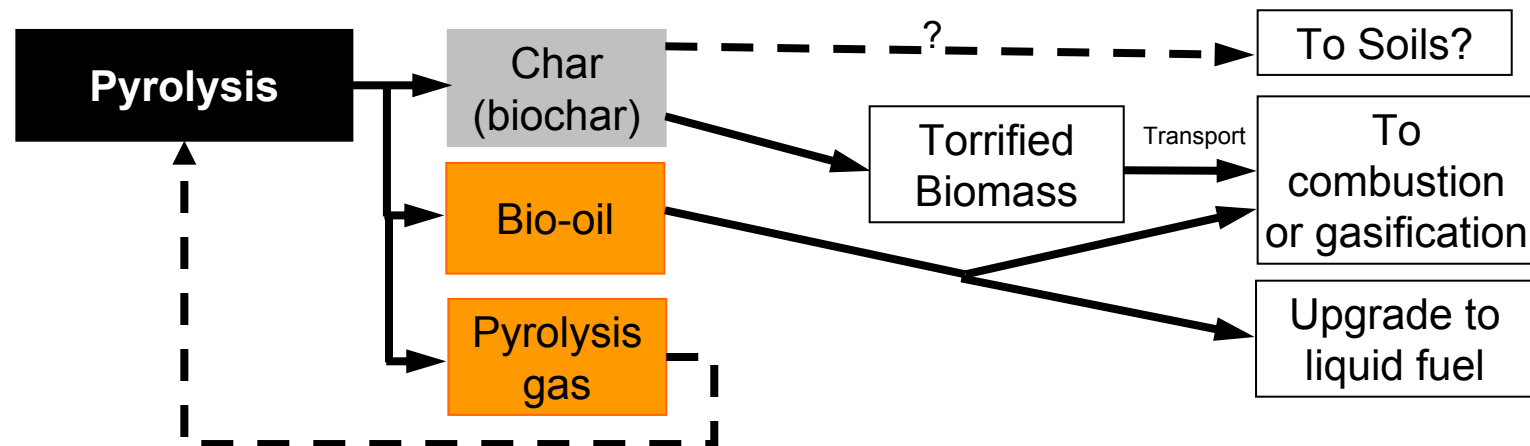 Pyrolysis
Char
(biochar)
?
To Soils?
Torrified
Biomass
Transport
To
combustion
or gasification
Bio-oil
Upgrade to
liquid fuel
Pyrolysis
gas